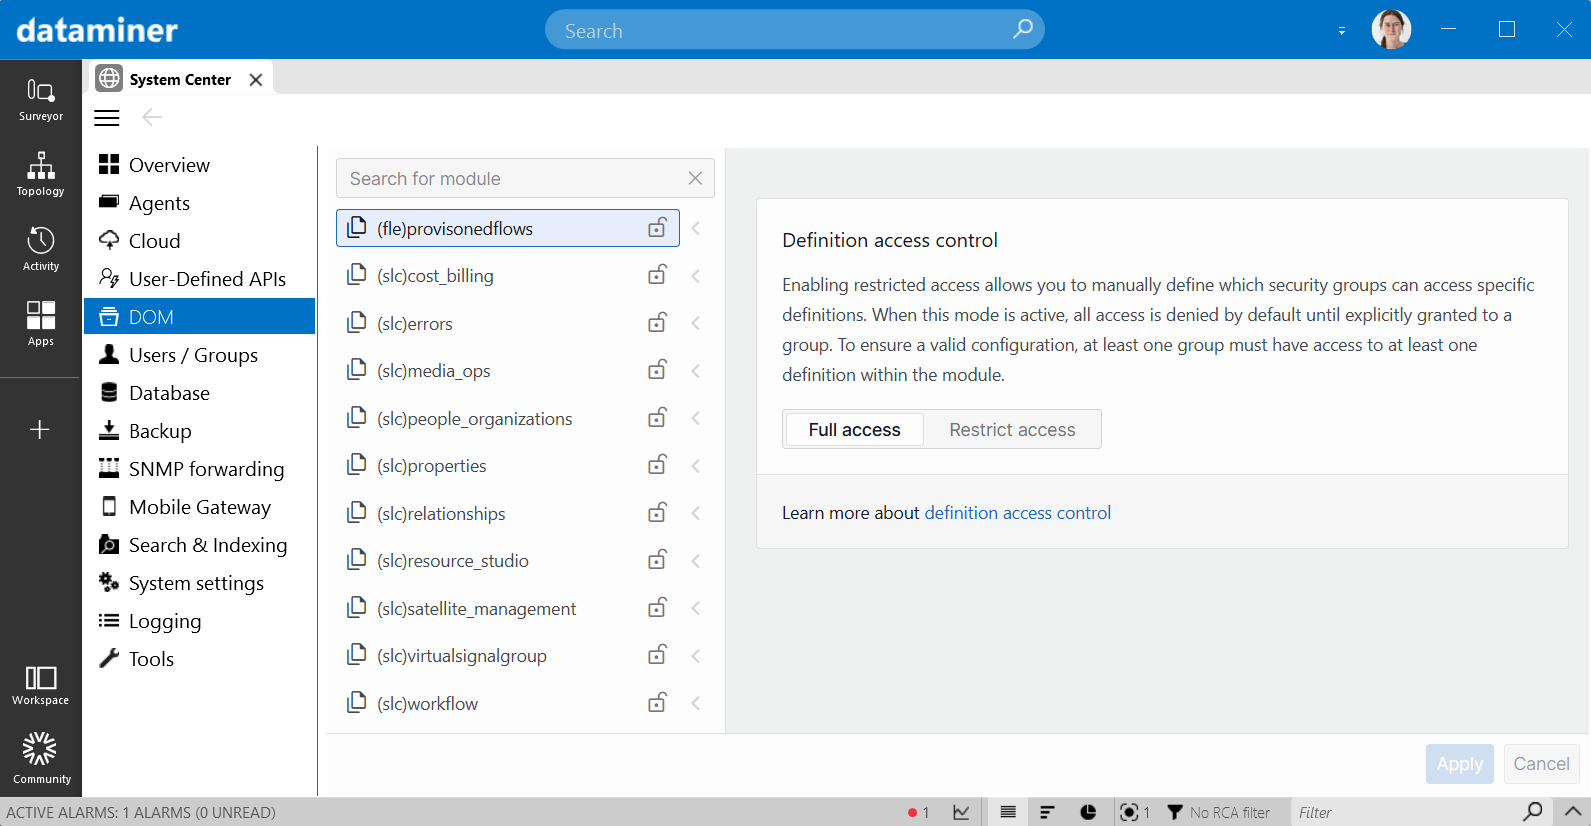 dataminer
Search
System Center
Surveyor
Topology
Activity
Apps
Workspace
Community
Overview
Agents
Cloud
User-Defined APIs
DOM
Users / Groups
Database
Backup
SNMP forwarding
Mobile Gateway
Search & Indexing
System settings
Logging
Tools
Search for module
(fle)provisonedflows
(slc)cost_billing
(slc)errors
(slc)media_ops
(slc)people_organizations
(slc)properties
(slc)relationships
(slc)resource_studio
(slc)satellite_management
(slc)virtualsignalgroup
(slc)workflow
Definition access control
Enabling restricted access allows you to manually define which security groups can access specific
definitions. When this mode is active, all access is denied by default until explicitly granted to a
group. To ensure a valid configuration, at least one group must have access to at least one
definition within the module.
Full access Restrict access
Learn more about definition access control
Apply Cancel
ACTIVE ALARMS: 1 ALARMS (0 UNREAD) 1 1 No RCA filter Filter